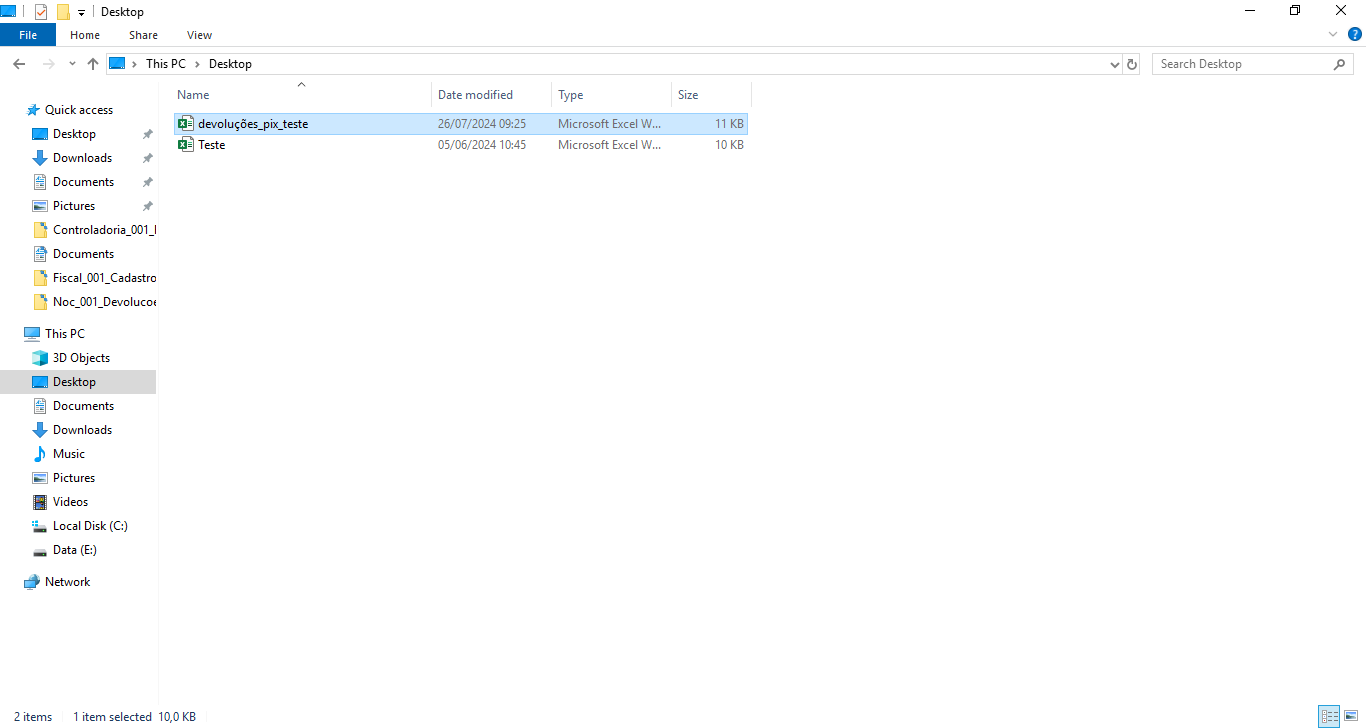 Desktop
File Home Share View
This PC Desktop
Search Desktop
Name Date modified Type Size
devoluções_pix_teste 26/07/2024 09:25 Microsoft Excel W... 11 KB
Teste 05/06/2024 10:45 Microsoft Excel W... 10 KB
Quick access
Desktop
Downloads
Documents
Pictures
Controladoria_001_
Documents
Fiscal_001_Cadastro
Noc_001_Devolucoe
This PC
3D Objects
Desktop
Documents
Downloads
Music
Pictures
Videos
Local Disk (C:)
Data (E:)
Network
2 items 1 item selected 10,0 KB